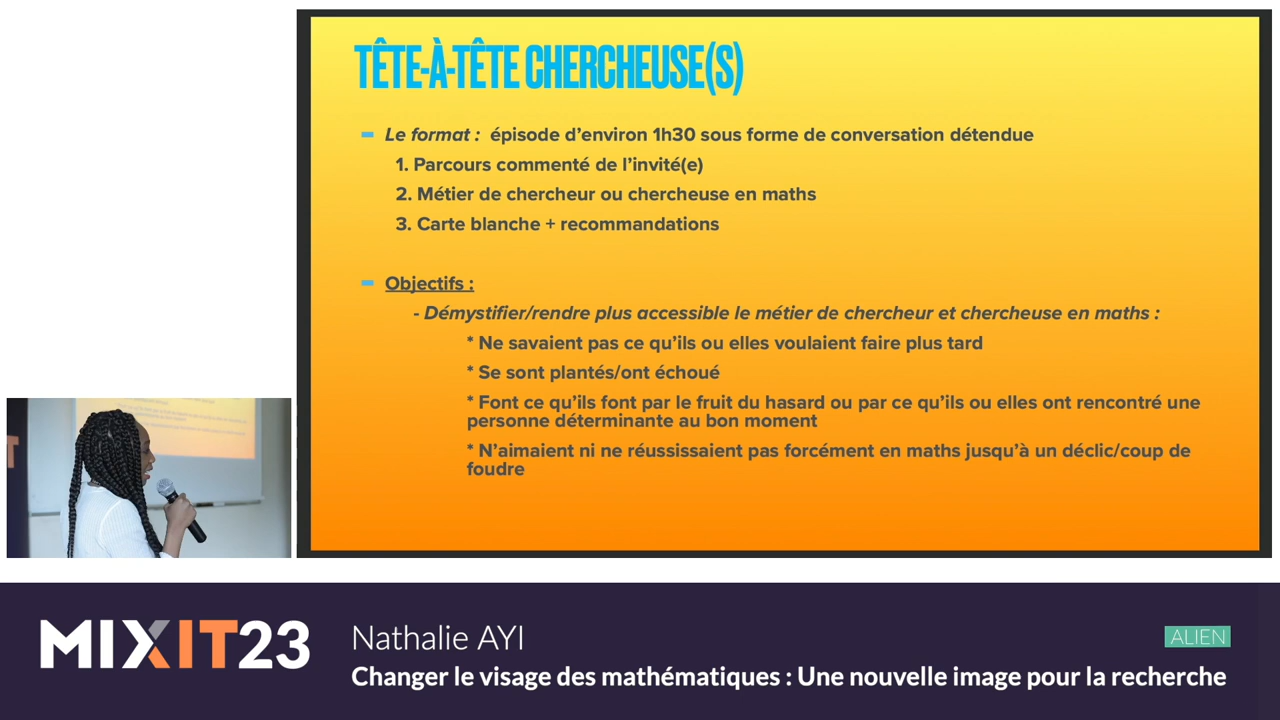 TÊTE-À-TÊTE CHERCHEUSE(S)
Le format : épisode d'environ 1h30 sous forme de conversation détendue
1. Parcours commenté de l'invité(e)
2. Métier de chercheur ou chercheuse en maths
3. Carte blanche + recommandations
Objectifs :
- Démystifier/rendre plus accessible le métier de chercheur et chercheuse en maths :
* Ne savaient pas ce qu'ils ou elles voulaient faire plus tard
* Se sont plantés/ont échoué
* Font ce qu'ils font par le fruit du hasard ou par ce qu'ils ou elles ont rencontré une
personne déterminante au bon moment
* N'aimaient ni ne réussissaient pas forcément en maths jusqu'à un déclic/coup de
foudre
MIXIT23
Nathalie AYI
ALIEN
Changer le visage des mathématiques : Une nouvelle image pour la recherche